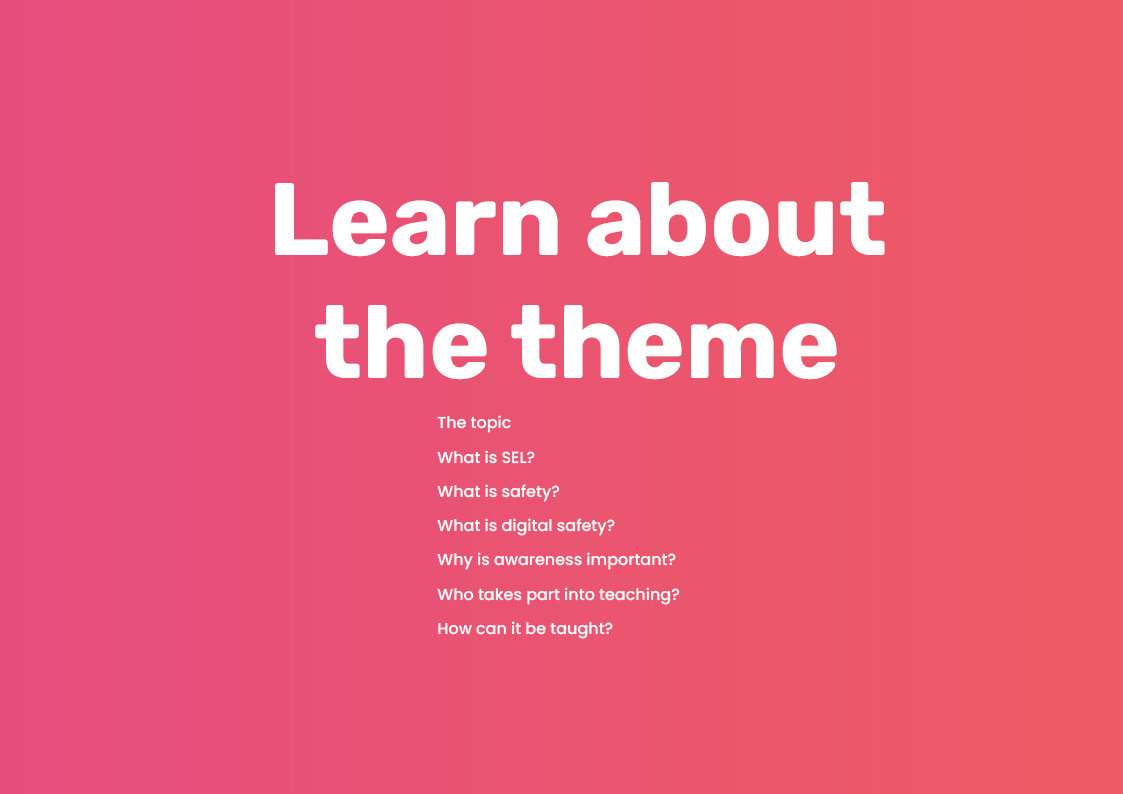 Learn about
the theme
The topic
What is SEL?
What is safety?
What is digital safety?
Why is awareness important?
Who takes part into teaching?
How can it be taught?